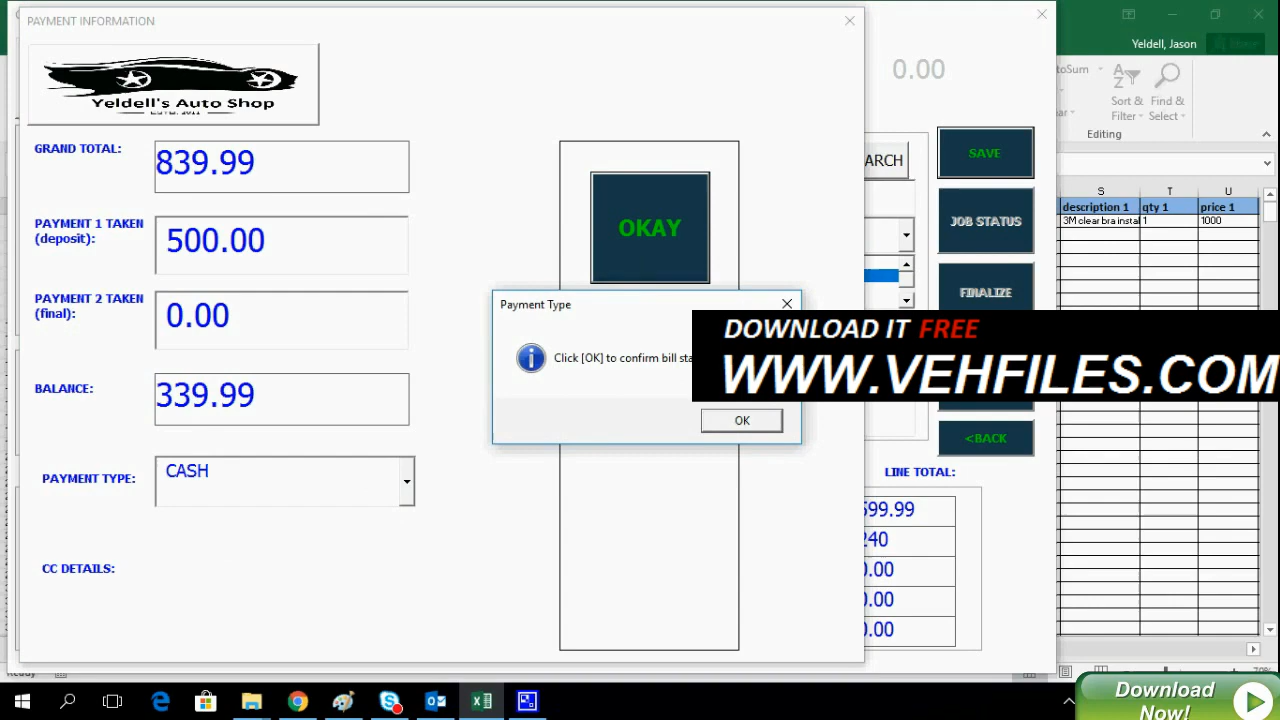 PAYMENT INFORMATION
Yeldell, Jason
Yeldell's Auto Shop
0.00
toSum
Sort & Filter
Find & Select
Editing
GRAND TOTAL:
839.99
PAYMENT 1 TAKEN
(deposit):
500.00
PAYMENT 2 TAKEN
(final):
0.00
BALANCE:
339.99
PAYMENT TYPE:
CASH
CC DETAILS:
OKAY
Payment Type
Click [OK] to confirm bill sta
OK
ARCH
SAVE
JOB STATUS
FINALIZE
<BACK
DOWNLOAD IT FREE
WWW.VEHFILES.COM
LINE TOTAL:
599.99
240
0.00
0.00
0.00
S T U
description 1 qty 1 price 1
3M clear bra instal 1 1000
Ready
70%
Download
Now!